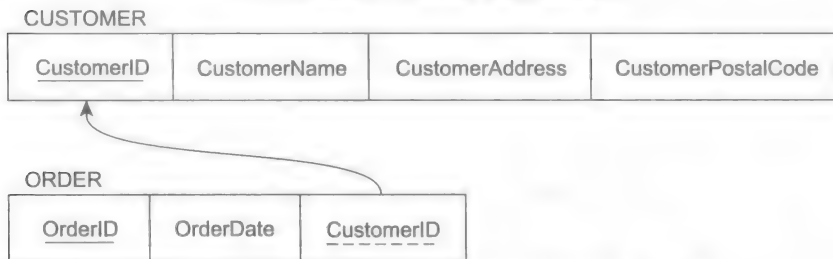 CUSTOMER
CustomerID CustomerName CustomerAddress CustomerPostalCode
ORDER
OrderID OrderDate CustomerID